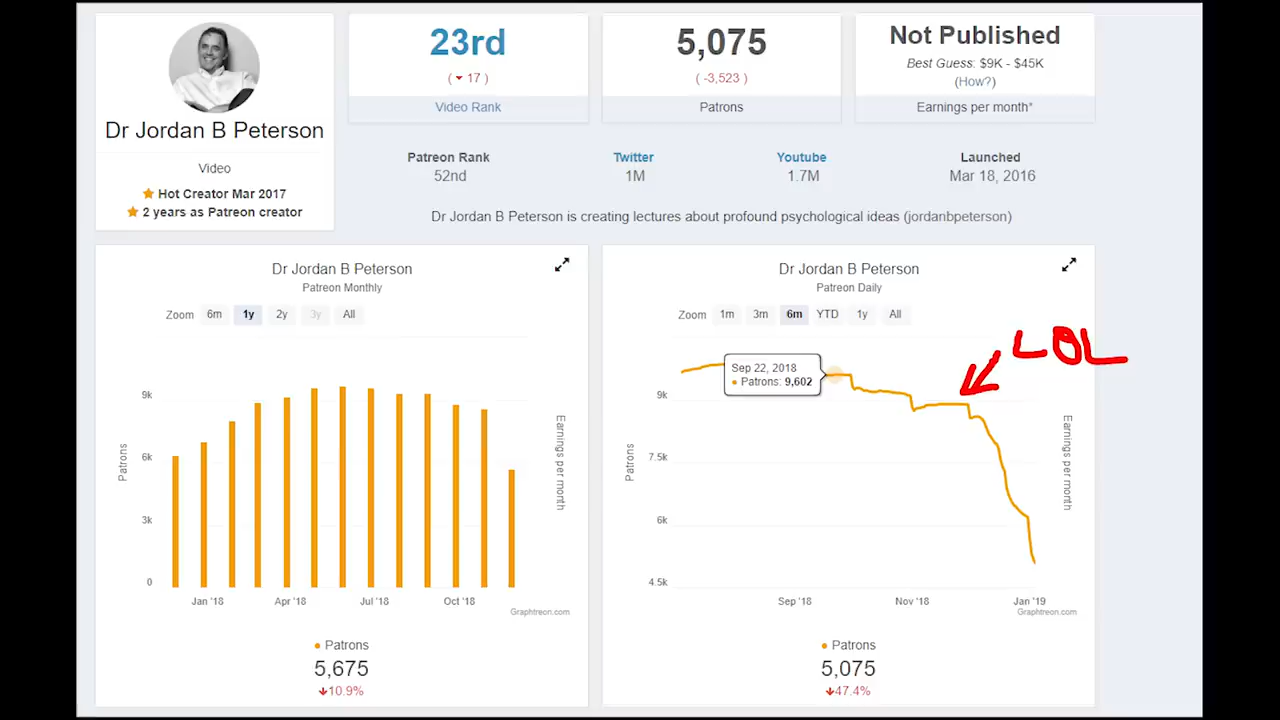 Dr Jordan B Peterson
Video
Hot Creator Mar 2017
2 years as Patreon creator
23rd
( 17 )
Video Rank
5,075
( -3,523 )
Patrons
Not Published
Best Guess: $9K - $45K
(How?)
Earnings per month*
Patreon Rank
52nd
Twitter
1M
Youtube
1.7M
Launched
Mar 18, 2016
Dr Jordan B Peterson is creating lectures about profound psychological ideas (jordanbpeterson)
Dr Jordan B Peterson
Patreon Monthly
Zoom 6m 1y 2y 3y All
Patrons
9k
6k
3k
0
Earnings per month
Jan '18 Apr '18 Jul '18 Oct '18
Graphtreon.com
Patrons
5,675
10.9%
Dr Jordan B Peterson
Patreon Daily
Zoom 1m 3m 6m YTD 1y All
LOL
Sep 22, 2018
Patrons: 9,602
Patrons
9k
7.5k
6k
4.5k
Earnings per month
Sep '18 Nov '18 Jan '19
Graphtreon.com
Patrons
5,075
47.4%